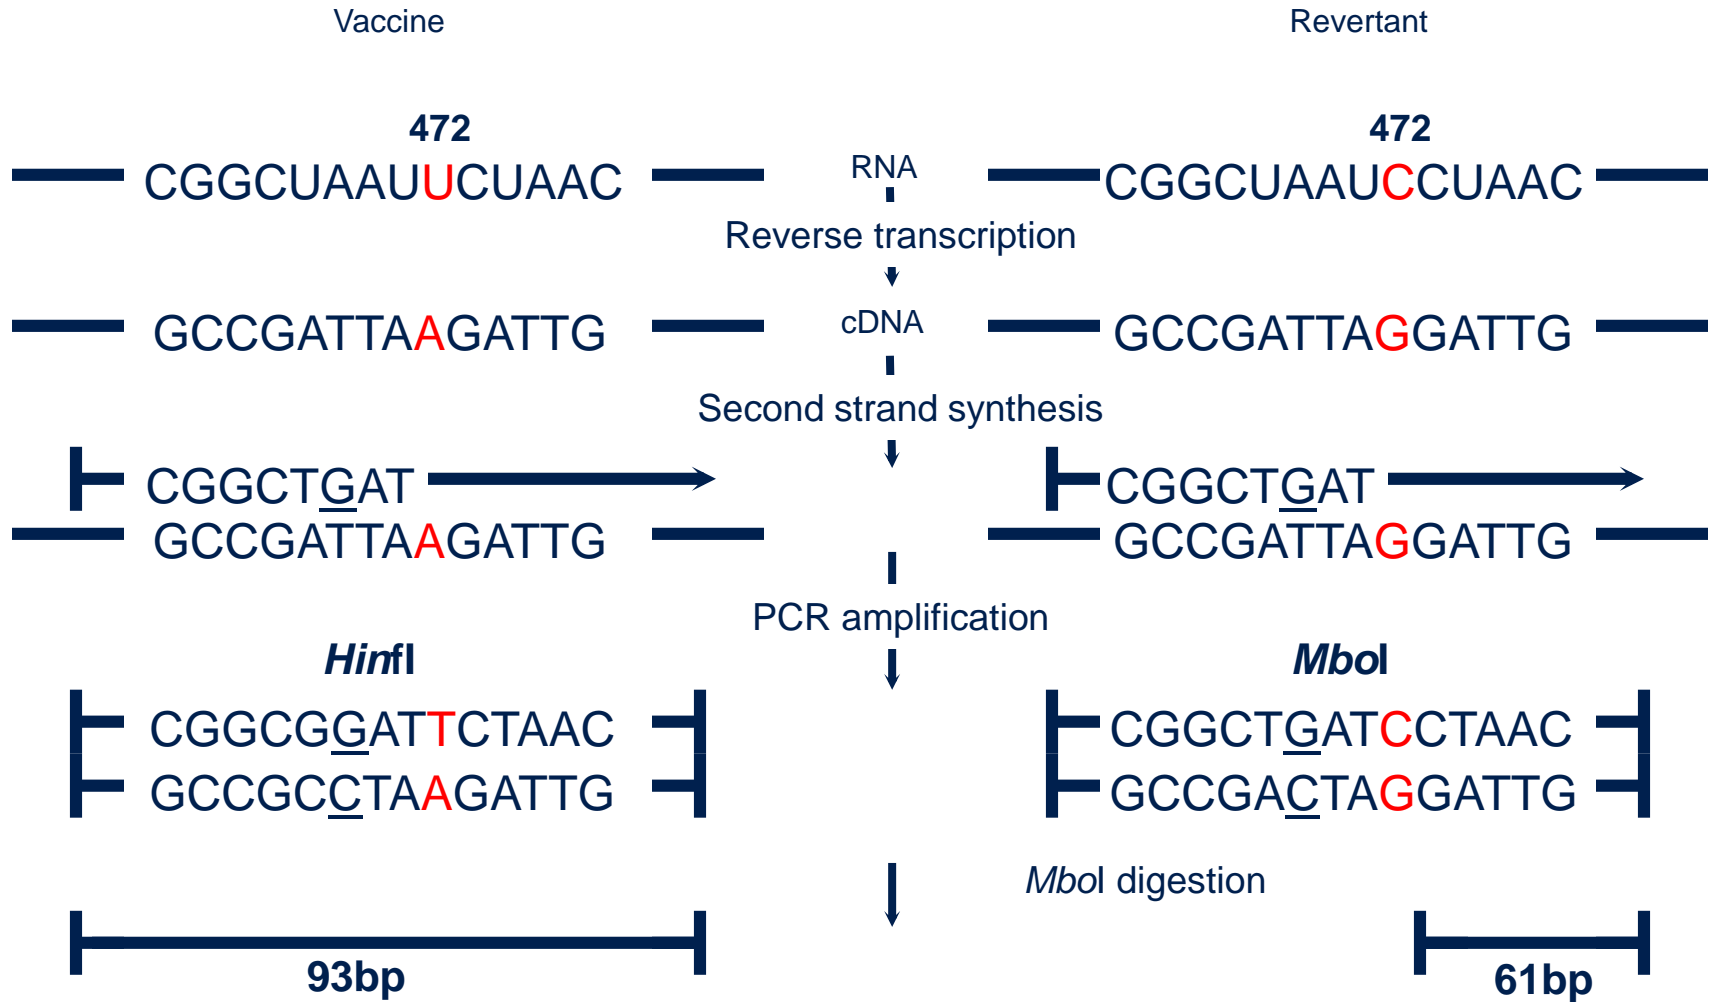 Vaccine
Revertant
472
472
CGGCUAAUUCUAAC
RNA
CGGCUAAUCCUAAC
Reverse transcription
GCCGATTAAGATTG
cDNA
GCCGATTAGGATTG
Second strand synthesis
CGGCTGAT
CGGCTGAT
GCCGATTAAGATTG
GCCGATTAGGATTG
PCR amplification
HinfI
MboI
CGGCGGATTCTAAC
CGGCTGATCCTAAC
GCCGCCTAAGATTG
GCCGACTAGGATTG
MboI digestion
93bp
61bp